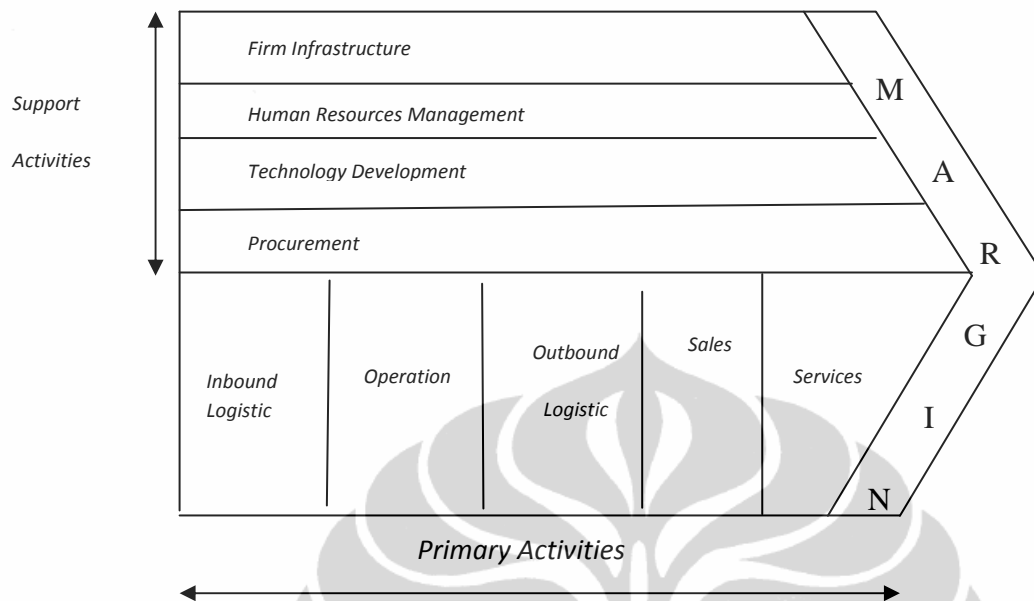 Firm Infrastructure
Support
Human Resources Management
Activities
Technology Development
Procurement
M
A
R
G
I
N
Inbound
Logistic
Operation
Outbound
Logistic
Sales
Services
Primary Activities